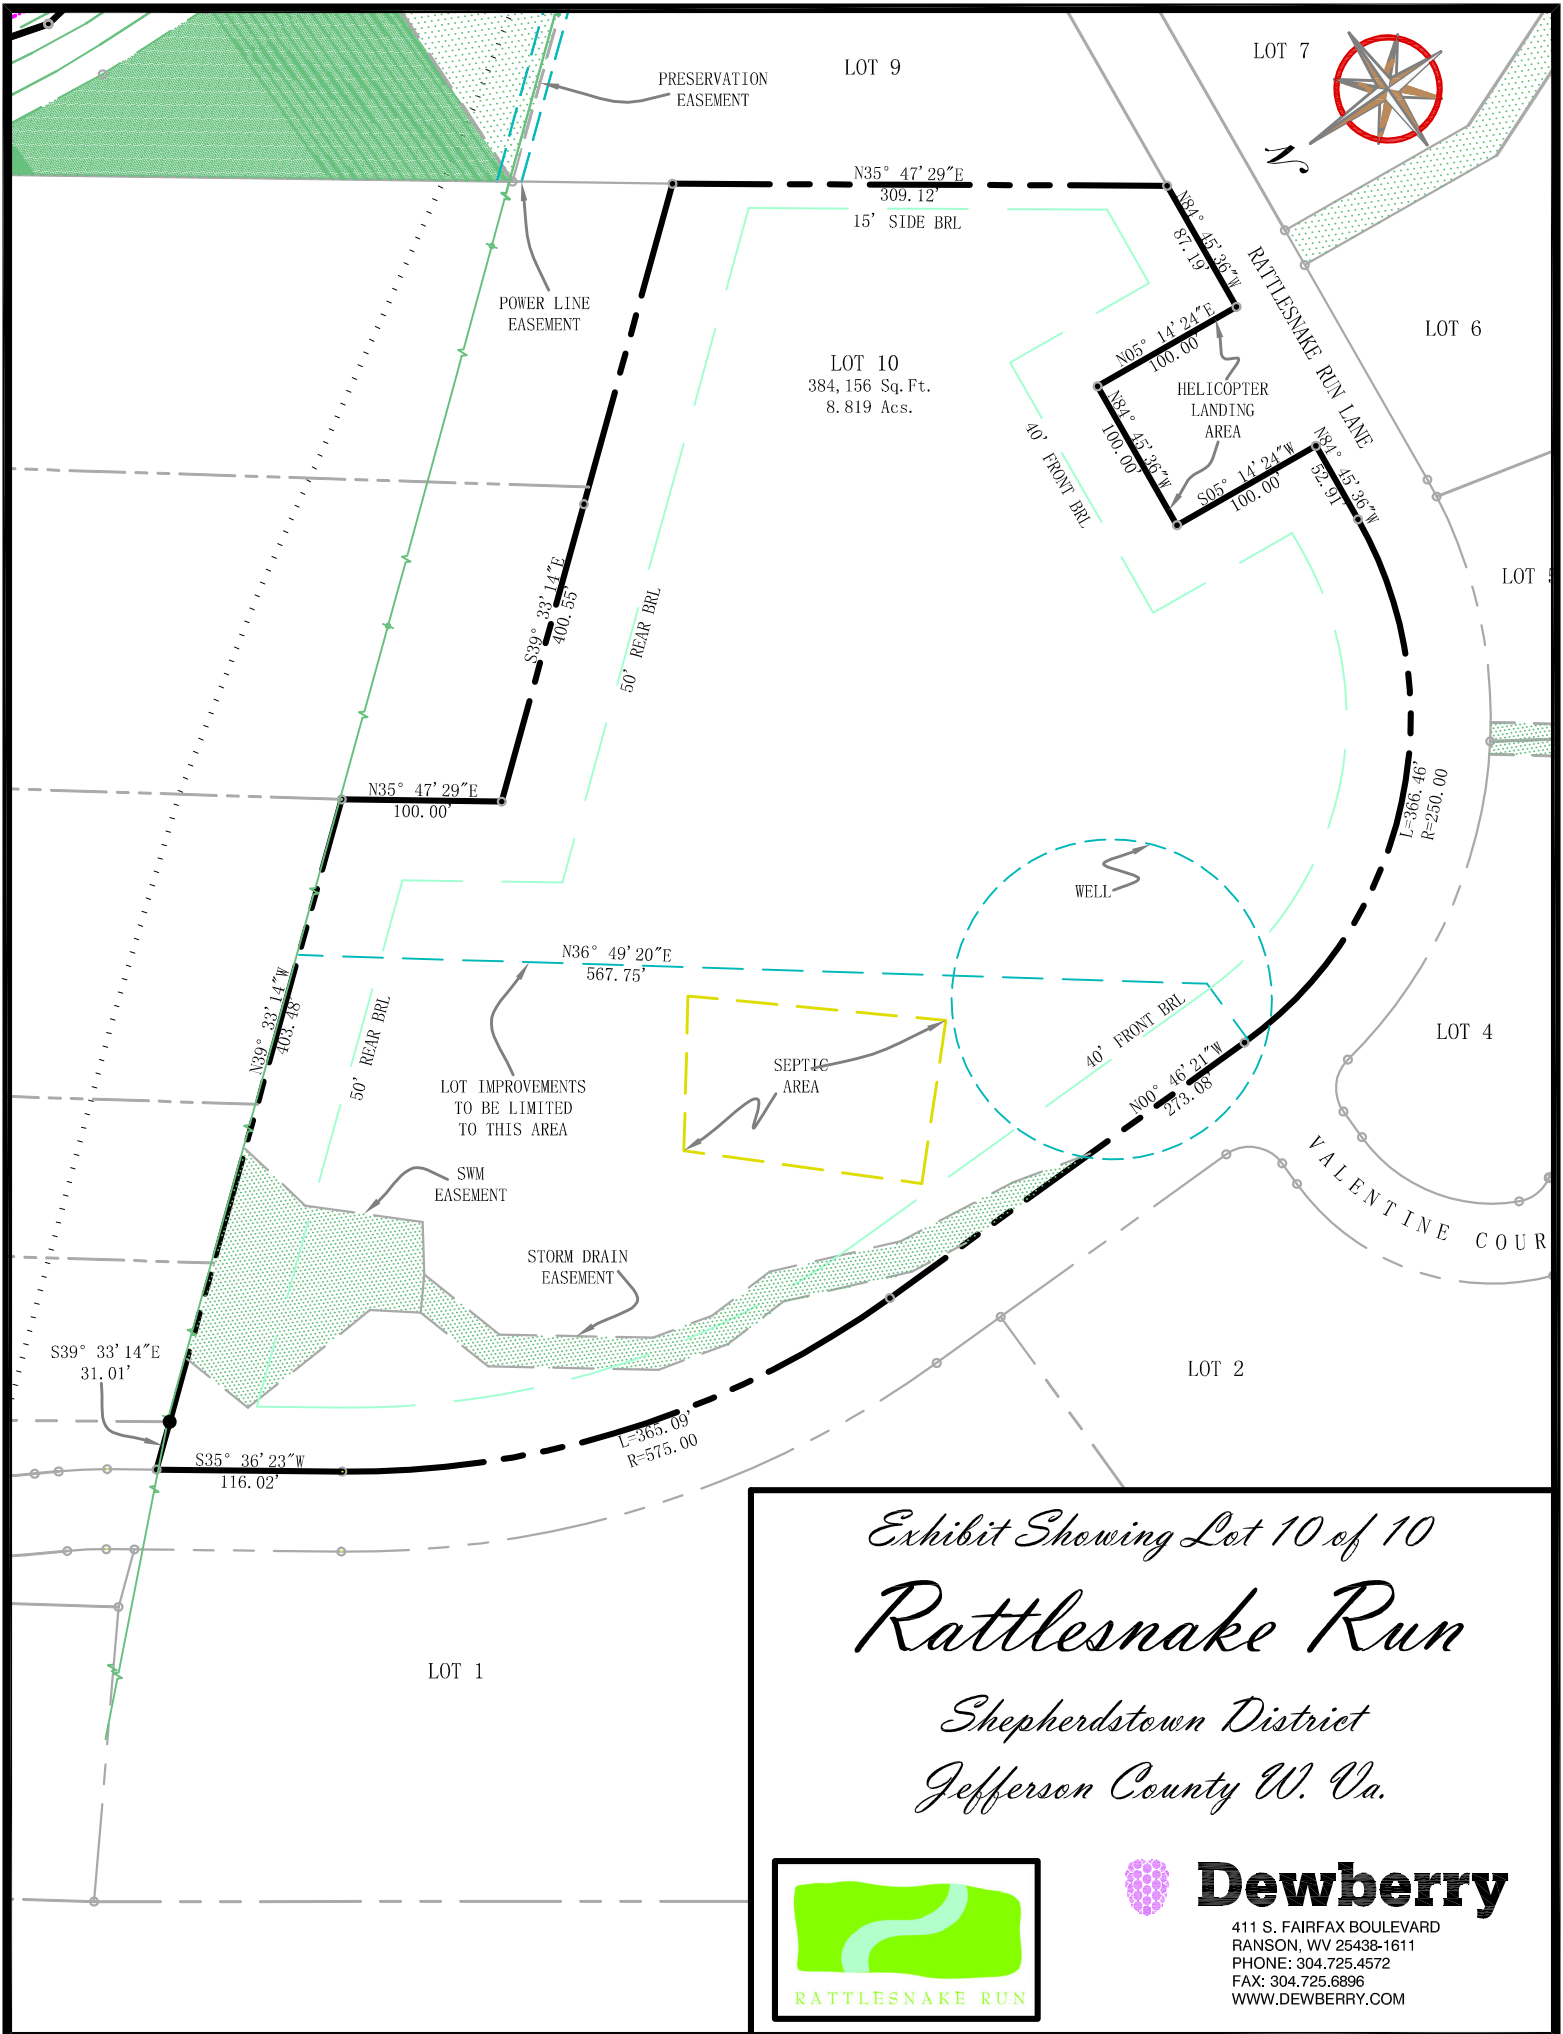 LOT 7
LOT 9
PRESERVATION
EASEMENT
N
N35° 47'29"E
309.12'
15' SIDE BRL
N84° 45'36"W
87.19'
RATTLESNAKE RUN LANE
POWER LINE
EASEMENT
LOT 6
N05° 14'24"E
100.00'
LOT 10
384,156 Sq.Ft.
8.819 Acs.
HELICOPTER
LANDING
AREA
N84° 45'36"W
100.00'
40' FRONT BRL
S05° 14'24"W
100.00'
N84° 45'36"W
52.91'
LOT
S39° 33'14"E
400.55'
50' REAR BRL
N35° 47'29"E
100.00'
L=366.46'
R=250.00
WELL
N36° 49'20"E
567.75'
N39° 33'14"W
403.48'
50' REAR BRL
40' FRONT BRL
LOT 4
SEPTIC
AREA
LOT IMPROVEMENTS
TO BE LIMITED
TO THIS AREA
N00° 46'21"W
273.08'
VALENTINE COUR
SWM
EASEMENT
STORM DRAIN
EASEMENT
S39° 33'14"E
31.01'
LOT 2
L=365.09'
R=575.00
S35° 36'23"W
116.02'
LOT 1
Exhibit Showing Lot 10 of 10
Rattlesnake Run
Shepherdstown District
Jefferson County W. Va.
RATTLESNAKE RUN
Dewberry
411 S. FAIRFAX BOULEVARD
RANSON, WV 25438-1611
PHONE: 304.725.4572
FAX: 304.725.6896
WWW.DEWBERRY.COM